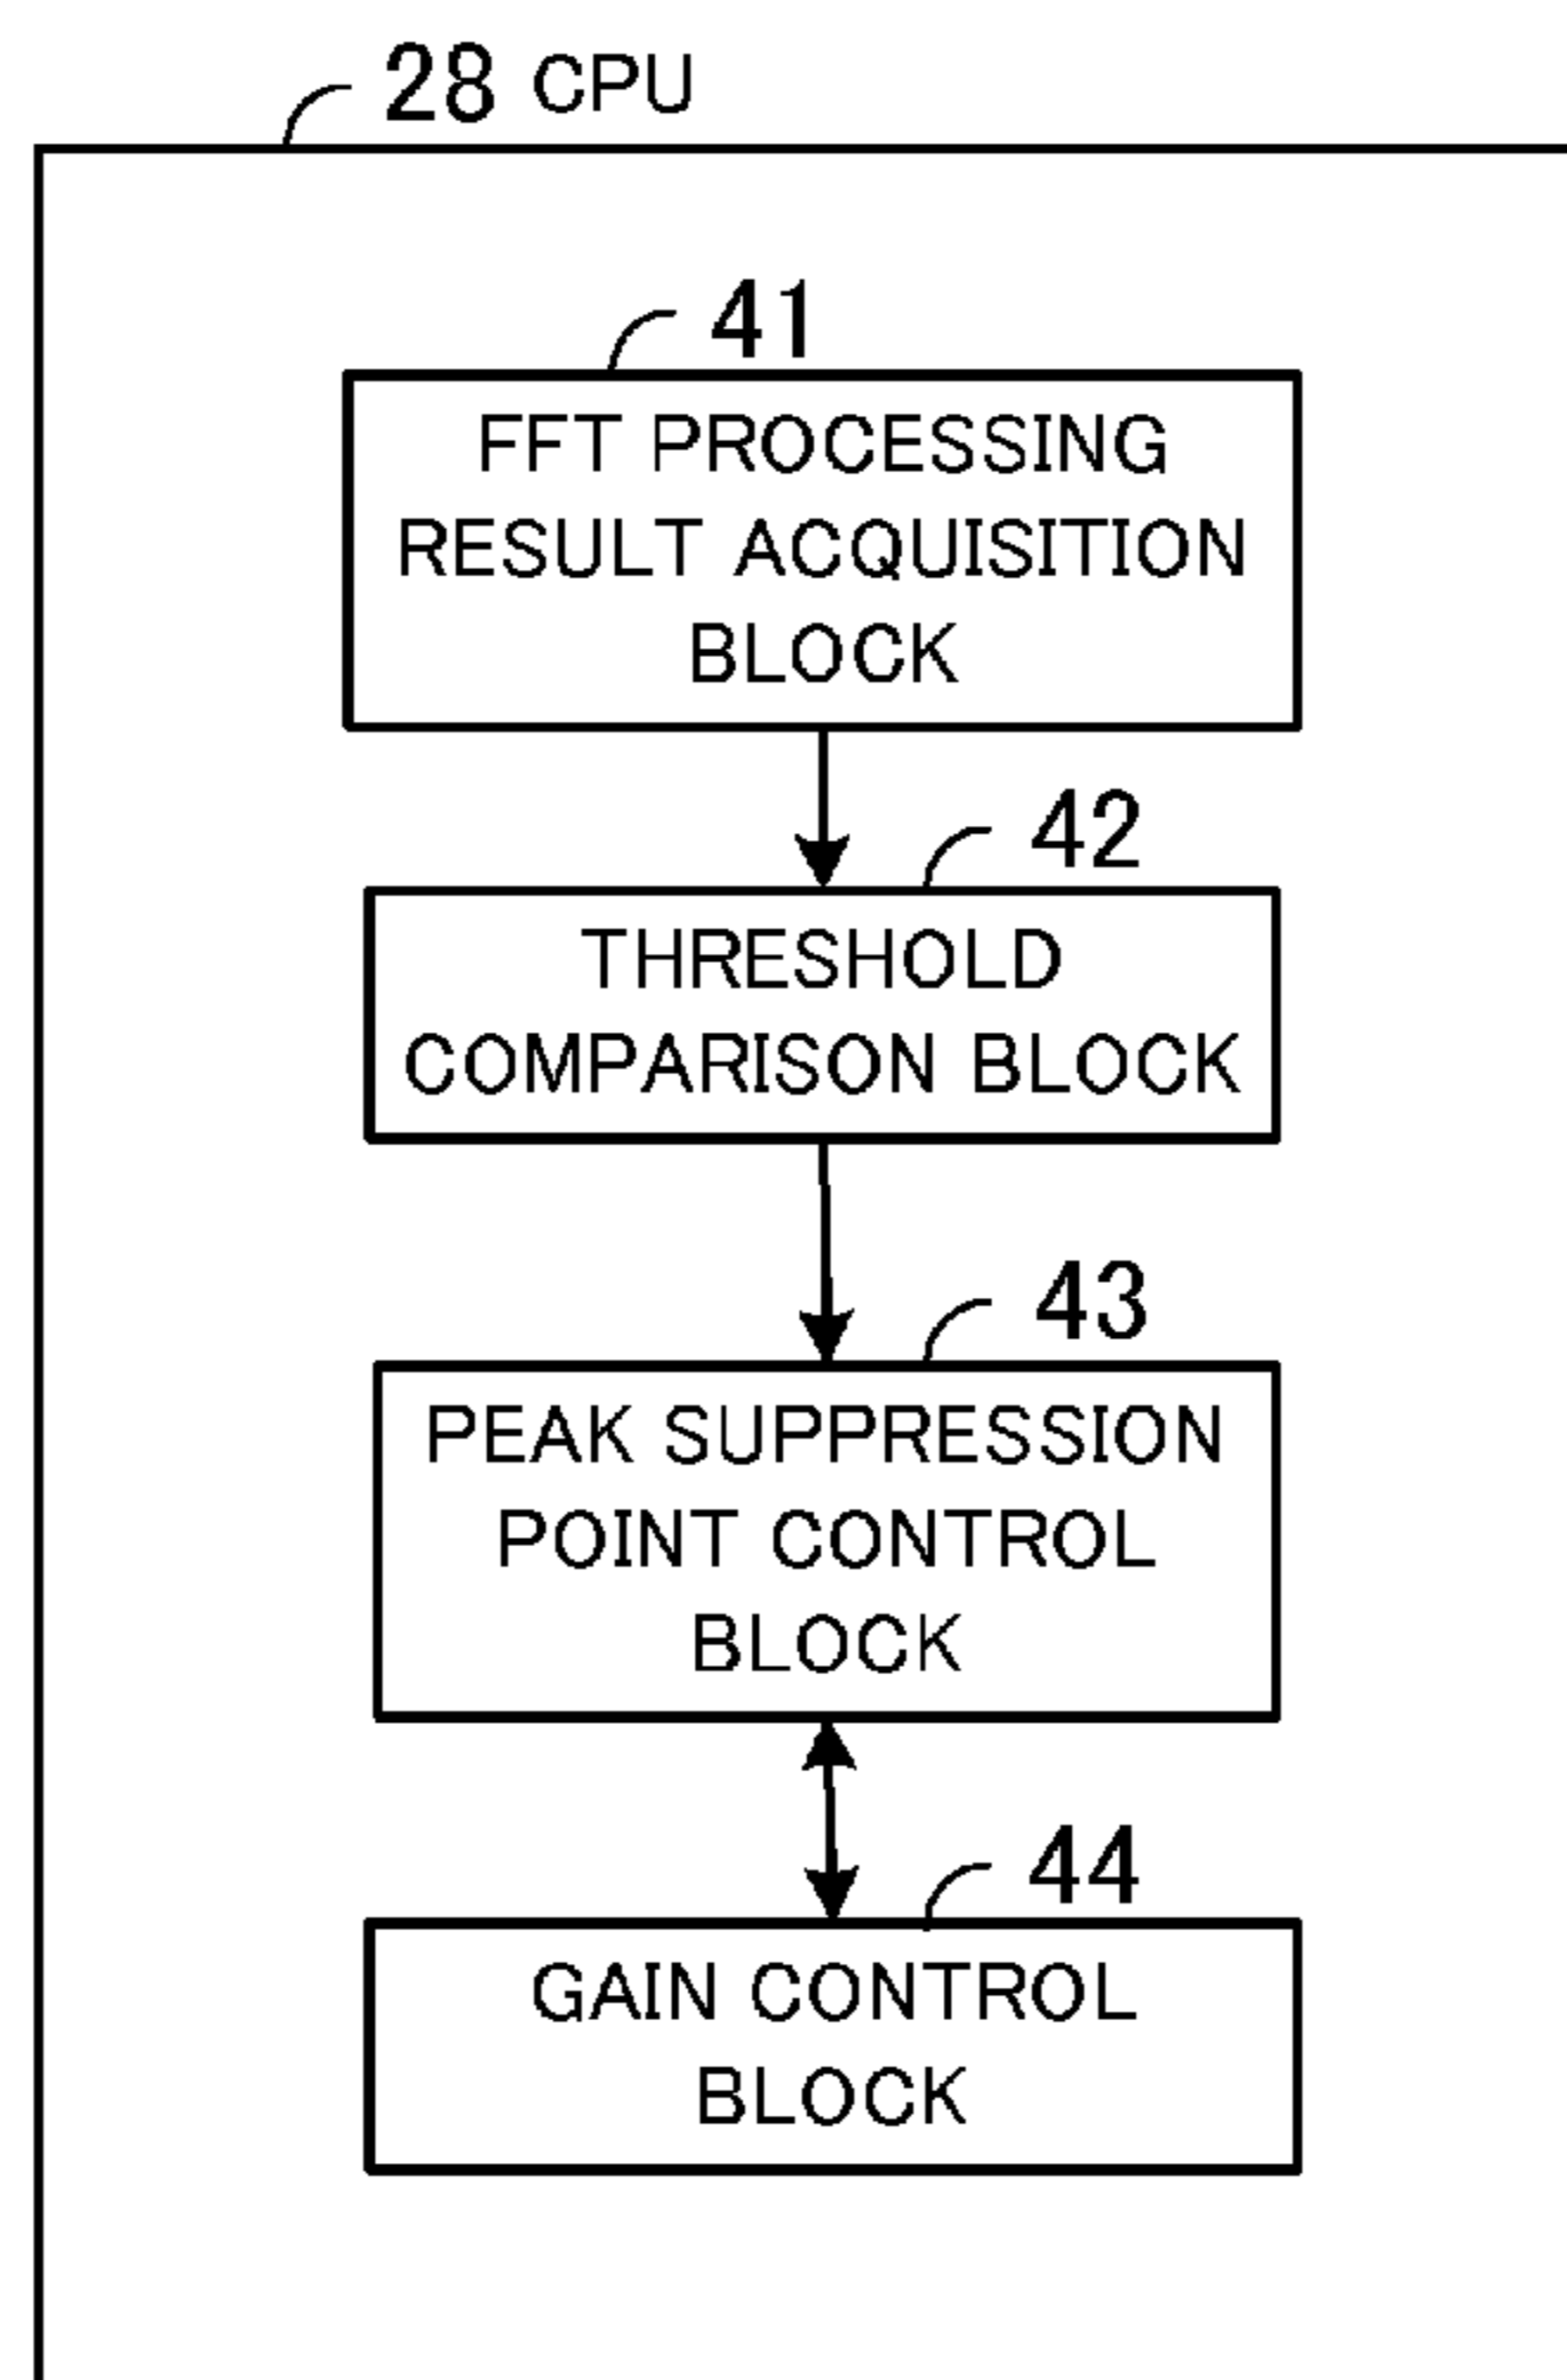 28 CPU
41
FFT PROCESSING
RESULT ACQUISITION
BLOCK
42
THRESHOLD
COMPARISON BLOCK
43
PEAK SUPPRESSION
POINT CONTROL
BLOCK
44
GAIN CONTROL
BLOCK